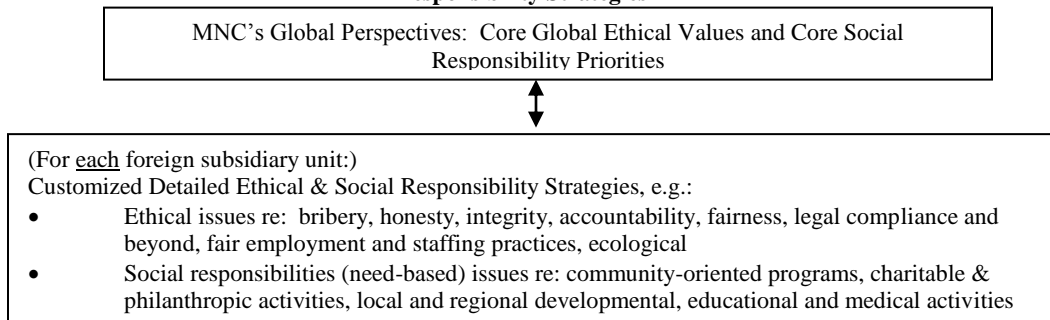 Responsibility Strategies
MNC's Global Perspectives: Core Global Ethical Values and Core Social
Responsibility Priorities
(For each foreign subsidiary unit:)
Customized Detailed Ethical & Social Responsibility Strategies, e.g.:
• Ethical issues re: bribery, honesty, integrity, accountability, fairness, legal compliance and
beyond, fair employment and staffing practices, ecological
• Social responsibilities (need-based) issues re: community-oriented programs, charitable &
philanthropic activities, local and regional developmental, educational and medical activities